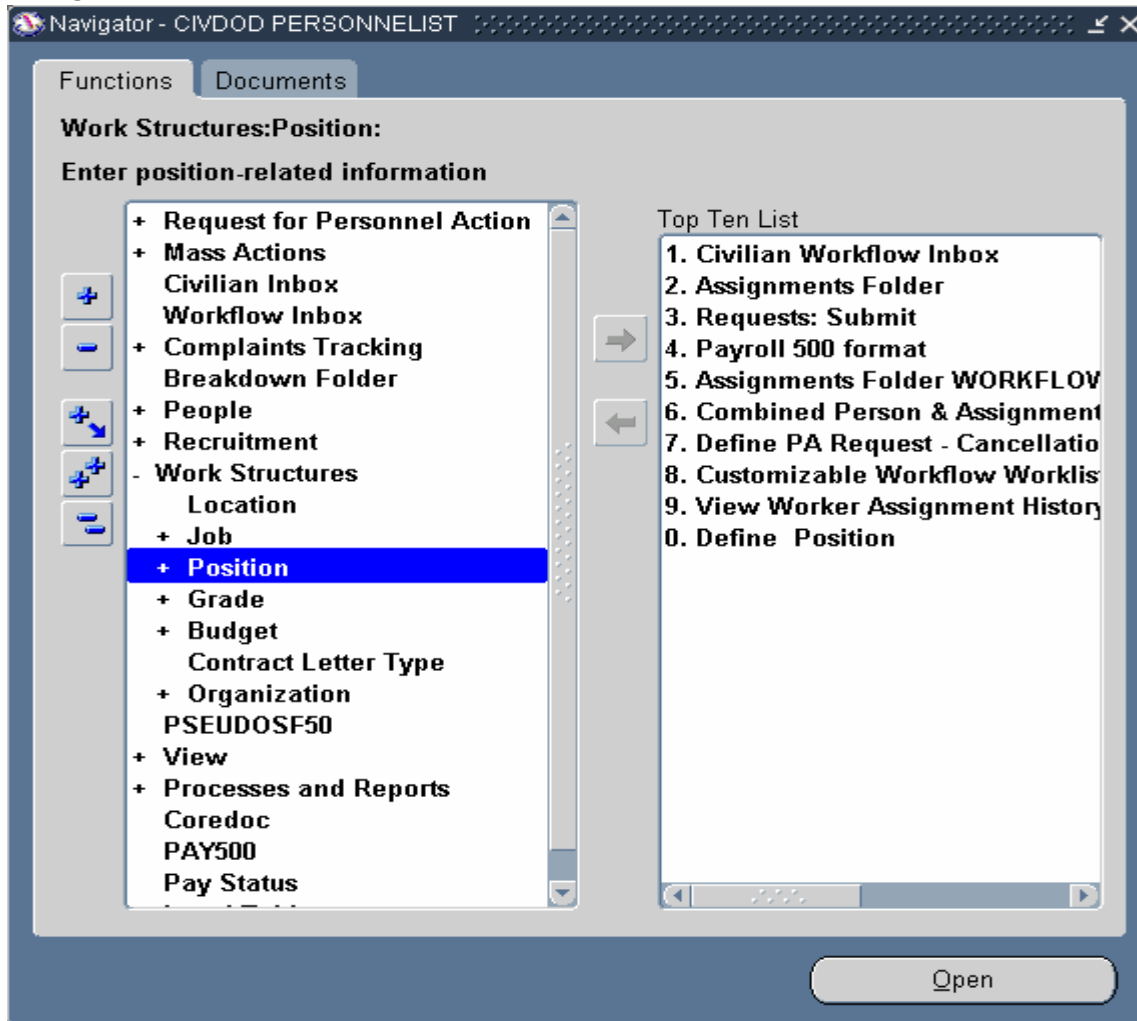 Navigator - CIVDOD PERSONNELIST
Functions Documents
Work Structures:Position:
Enter position-related information
+ Request for Personnel Action
+ Mass Actions
Civilian Inbox
Workflow Inbox
+ Complaints Tracking
Breakdown Folder
+ People
+ Recruitment
- Work Structures
Location
+ Job
+ Position
+ Grade
+ Budget
Contract Letter Type
+ Organization
PSEUDOSF50
+ View
+ Processes and Reports
Coredoc
PAY500
Pay Status
Top Ten List
1. Civilian Workflow Inbox
2. Assignments Folder
3. Requests: Submit
4. Payroll 500 format
5. Assignments Folder WORKFLOW
6. Combined Person & Assignment
7. Define PA Request - Cancellatio
8. Customizable Workflow Worklis
9. View Worker Assignment History
0. Define Position
Open